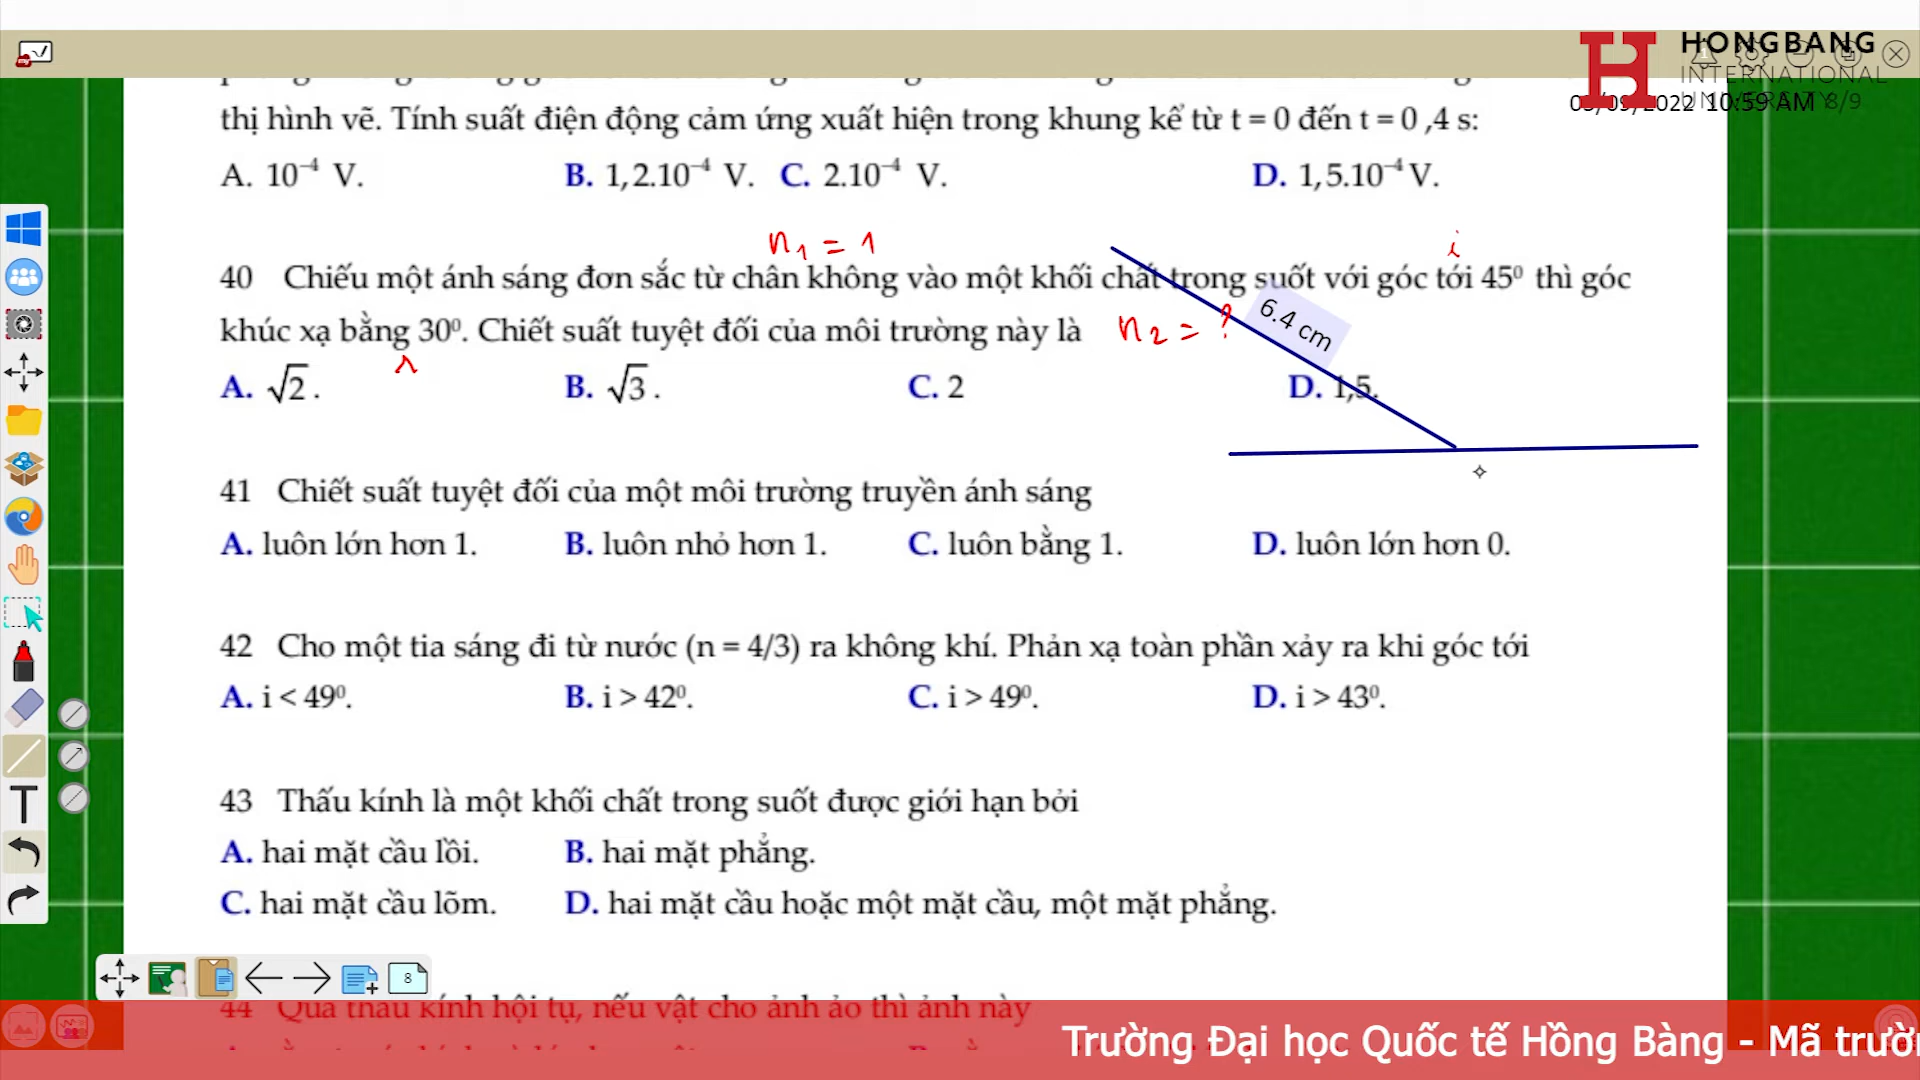 HONGBANG
INTERNATIONAL
UNIVERSITY
10:59 AM 8/9
thị hình vẽ. Tính suất điện động cảm ứng xuất hiện trong khung kể từ t = 0 đến t = 0 ,4 s:
A. 10⁻⁴ V. B. 1,2.10⁻⁴ V. C. 2.10⁻⁴ V. D. 1,5.10⁻⁴ V.
n₁ = 1 i
40 Chiếu một ánh sáng đơn sắc từ chân không vào một khối chất trong suốt với góc tới 45⁰ thì góc
khúc xạ bằng 30⁰. Chiết suất tuyệt đối của môi trường này là n₂ = ? 6.4 cm
A. √2 . B. √3 . C. 2 D. 1,5.
41 Chiết suất tuyệt đối của một môi trường truyền ánh sáng
A. luôn lớn hơn 1. B. luôn nhỏ hơn 1. C. luôn bằng 1. D. luôn lớn hơn 0.
42 Cho một tia sáng đi từ nước (n = 4/3) ra không khí. Phản xạ toàn phần xảy ra khi góc tới
A. i < 49⁰. B. i > 42⁰. C. i > 49⁰. D. i > 43⁰.
43 Thấu kính là một khối chất trong suốt được giới hạn bởi
A. hai mặt cầu lồi. B. hai mặt phẳng.
C. hai mặt cầu lõm. D. hai mặt cầu hoặc một mặt cầu, một mặt phẳng.
8
44 Qua thấu kính hội tụ, nếu vật cho ảnh ảo thì ảnh này
Trường Đại học Quốc tế Hồng Bàng - Mã